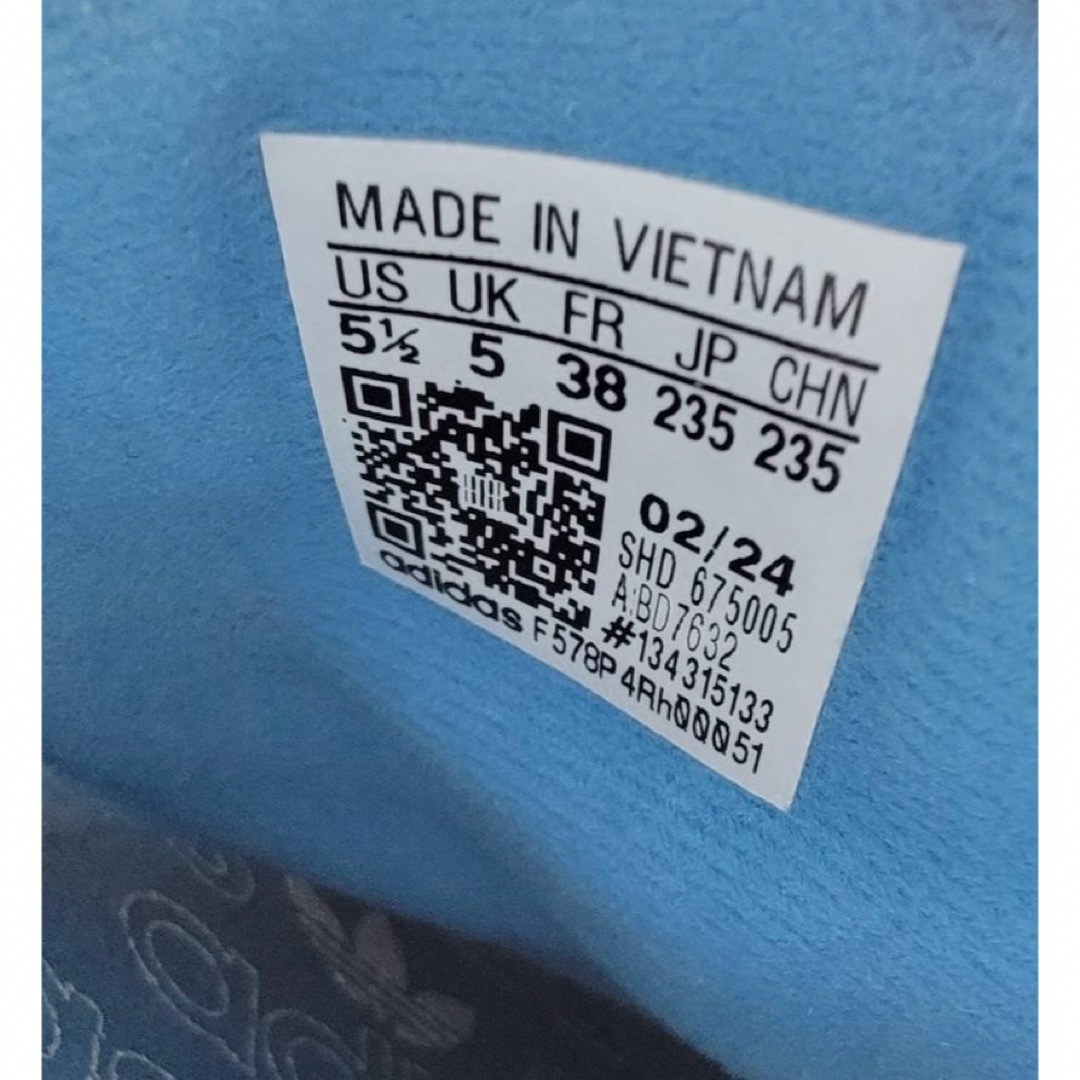 MADE IN VIETNAM
US UK FR JP CHN
5½ 5 38 235 235
02/24
SHD 675005
A:BD7632
#134315133
adidas F578P4Rh00051